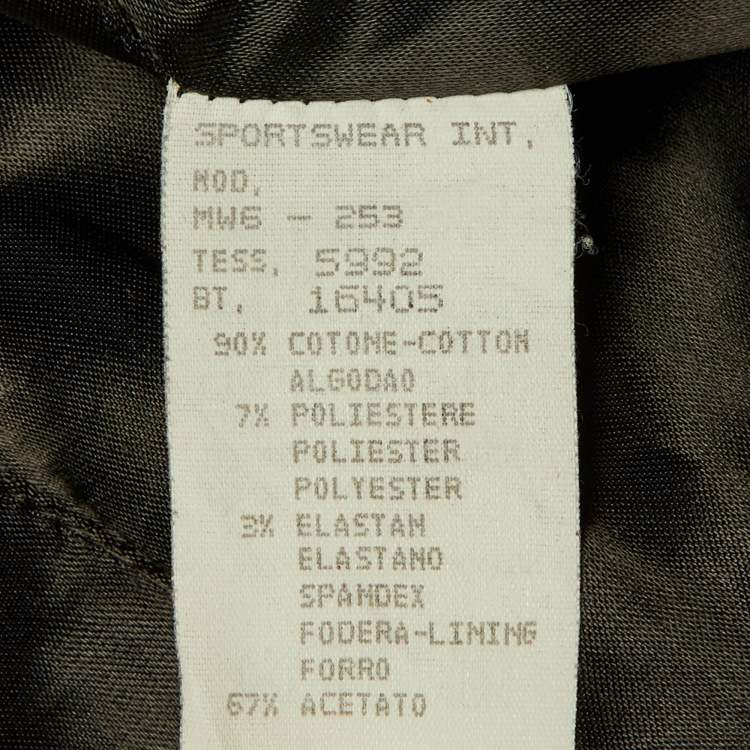 SPORTSWEAR INT.
MOD.
MW6 - 253
TESS. 5992
BT. 16405
90% COTONE-COTTON
ALGODAO
7% POLIESTERE
POLIESTER
POLYESTER
3% ELASTAN
ELASTANO
SPANDEX
FODERA-LINING
FORRO
67% ACETATO